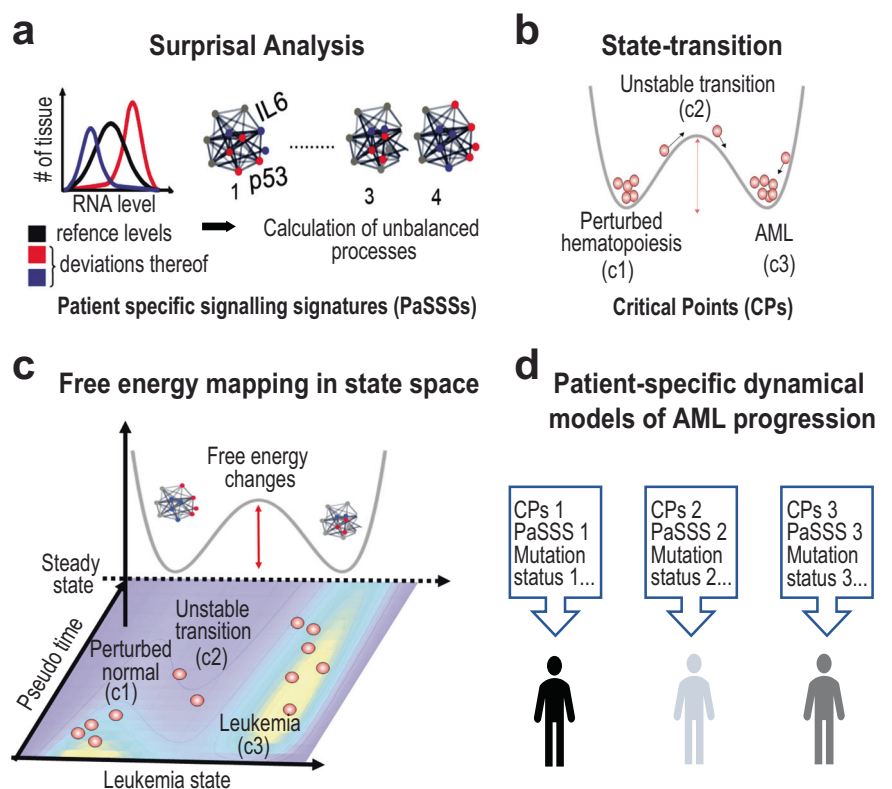 a
Surprisal Analysis
# of tissue
RNA level
IL6
p53
1
3
4
refence levels
deviations thereof
Calculation of unbalanced
processes
Patient specific signalling signatures (PaSSSs)
b
State-transition
Unstable transition
(c2)
Perturbed
hematopoiesis
(c1)
AML
(c3)
Critical Points (CPs)
c
Free energy mapping in state space
Free energy
changes
Steady
state
Pseudo time
Unstable
transition
(c2)
Perturbed
normal
(c1)
Leukemia
(c3)
Leukemia state
d
Patient-specific dynamical
models of AML progression
CPs 1
PaSSS 1
Mutation
status 1...
CPs 2
PaSSS 2
Mutation
status 2...
CPs 3
PaSSS 3
Mutation
status 3...